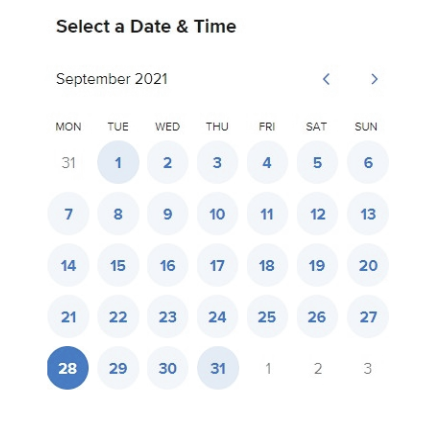 Select a Date & Time
September 2021
MON TUE WED THU FRI SAT SUN
31 1 2 3 4 5 6
7 8 9 10 11 12 13
14 15 16 17 18 19 20
21 22 23 24 25 26 27
28 29 30 31 1 2 3